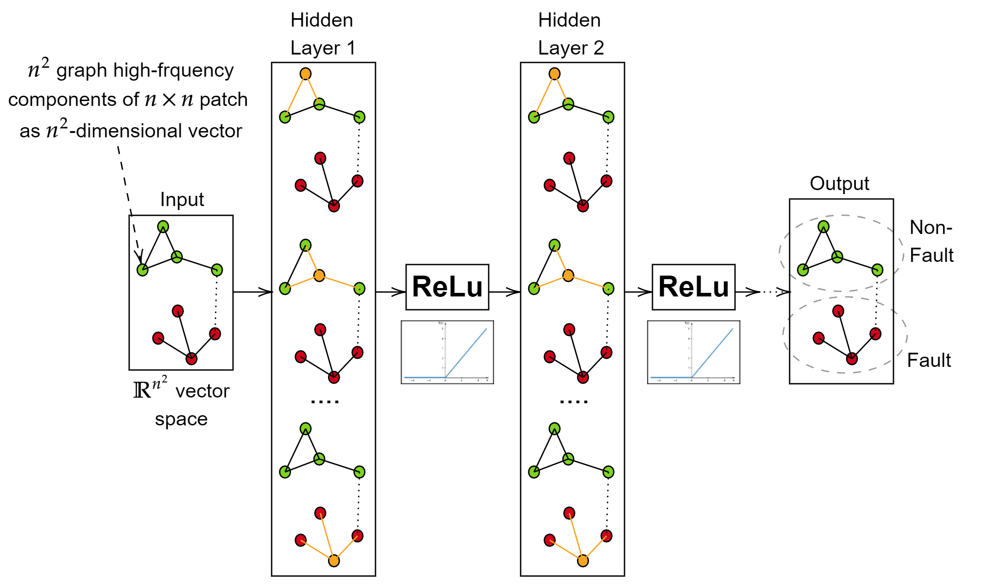 Hidden
Layer 1
Hidden
Layer 2
n² graph high-frquency
components of n × n patch
as n²-dimensional vector
Input
Output
Non-
Fault
ReLu
ReLu
Fault
ℝⁿ² vector
space
....
....